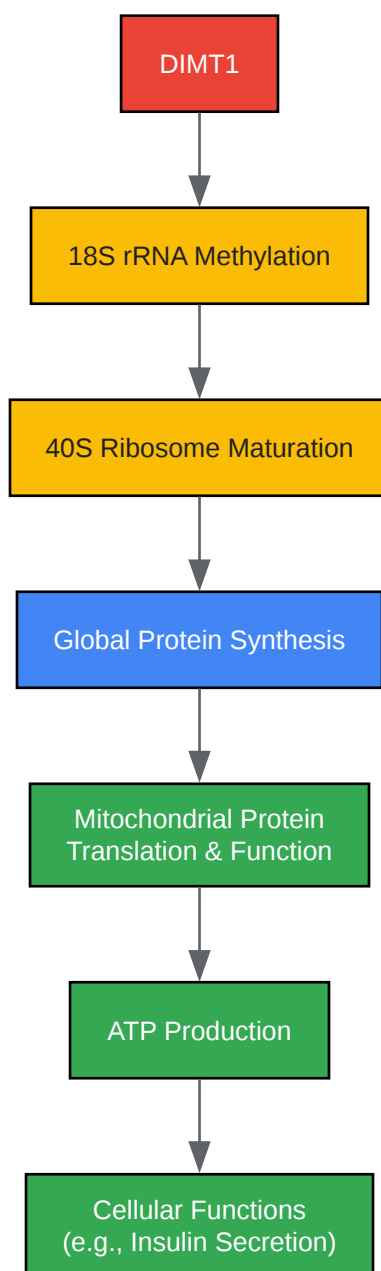 DIMT1
18S rRNA Methylation
40S Ribosome Maturation
Global Protein Synthesis
Mitochondrial Protein
Translation & Function
ATP Production
Cellular Functions
(e.g., Insulin Secretion)